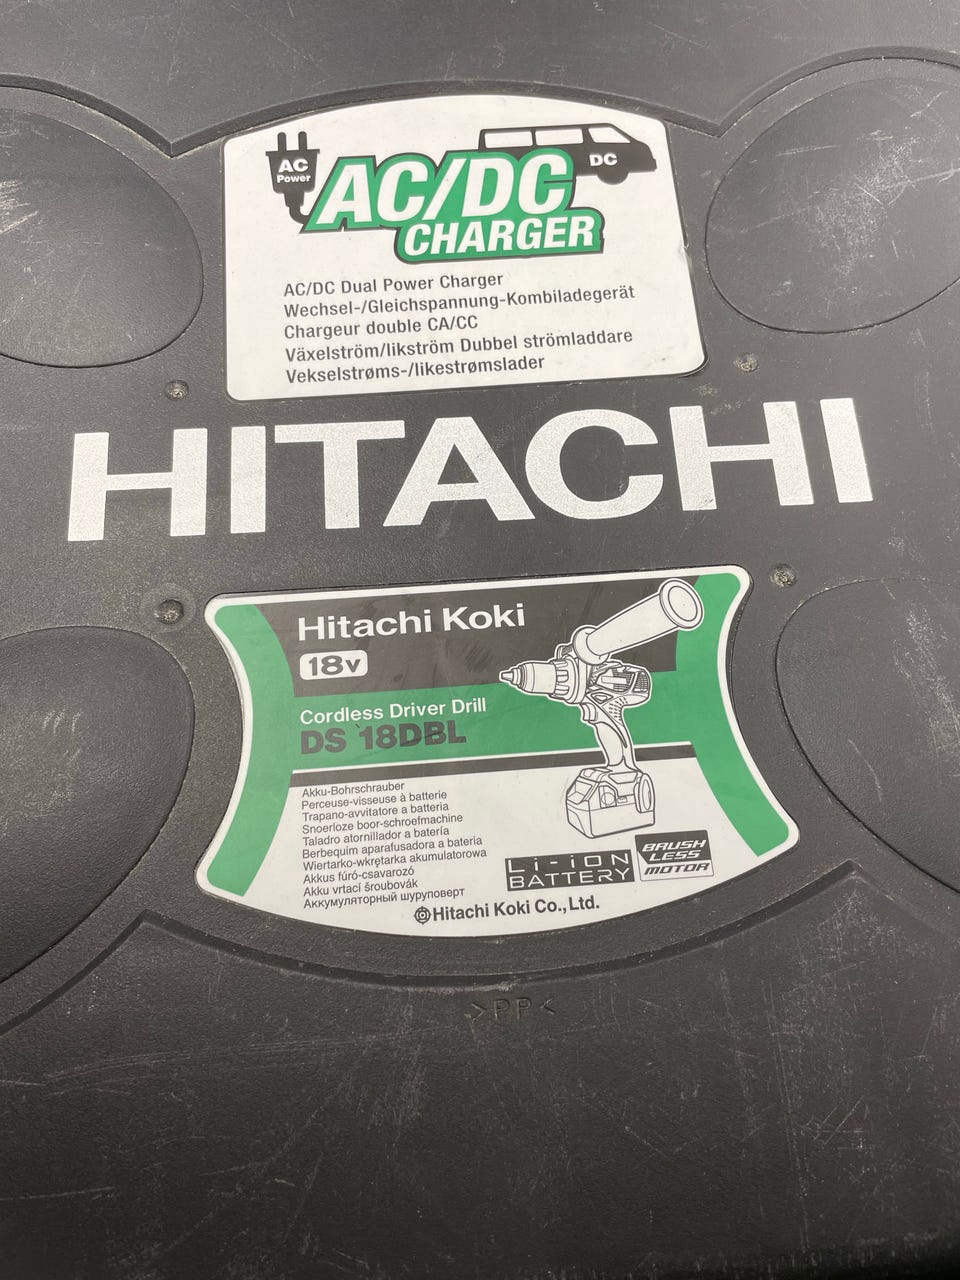 AC
Power
DC
AC/DC
CHARGER
AC/DC Dual Power Charger
Wechsel-/Gleichspannung-Kombiladegerät
Chargeur double CA/CC
Växelström/likström Dubbel strömladdare
Vekselstrøms-/likestrømslader
HITACHI
Hitachi Koki
18v
Cordless Driver Drill
DS 18DBL
Akku-Bohrschrauber
Perceuse-visseuse à batterie
Trapano-avvitatore a batteria
Snoerloze boor-schroefmachine
Taladro atornillador a batería
Berbequim aparafusadora a bateria
Wiertarko-wkrętarka akumulatorowa
Akkus fúró-csavarozó
Akku vrtací šroubovák
Аккумуляторный шуруповерт
Li-ion
BATTERY
BRUSH
LESS
MOTOR
Hitachi Koki Co., Ltd.
>PP<